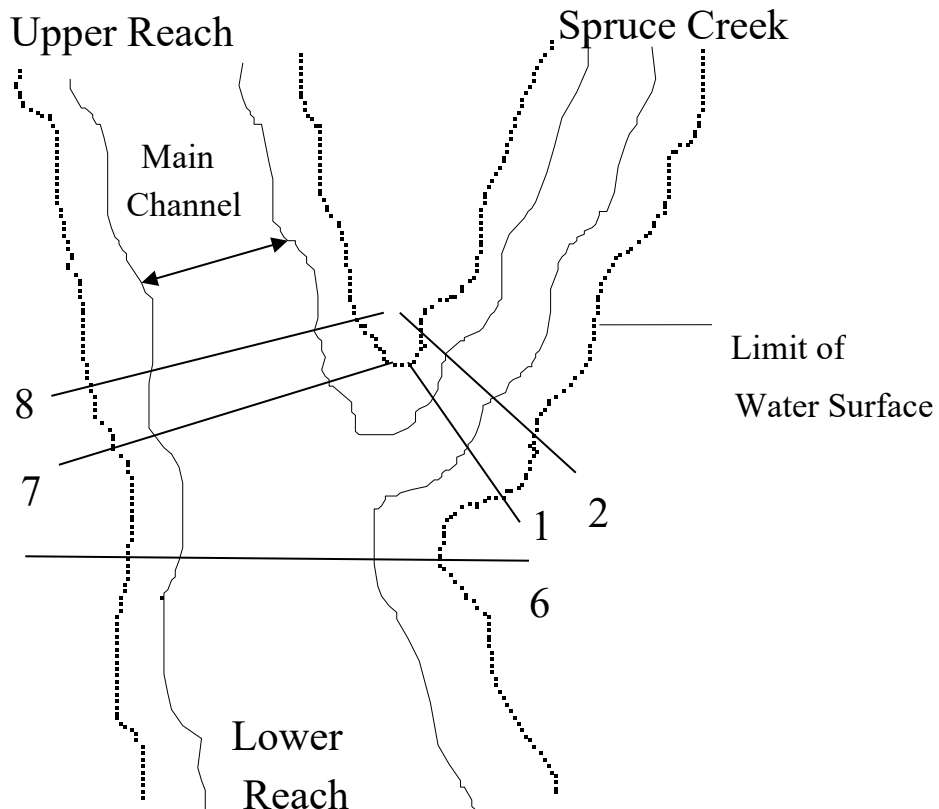 Upper Reach
Spruce Creek
Main
Channel
Limit of
Water Surface
8
7
1
2
6
Lower
Reach